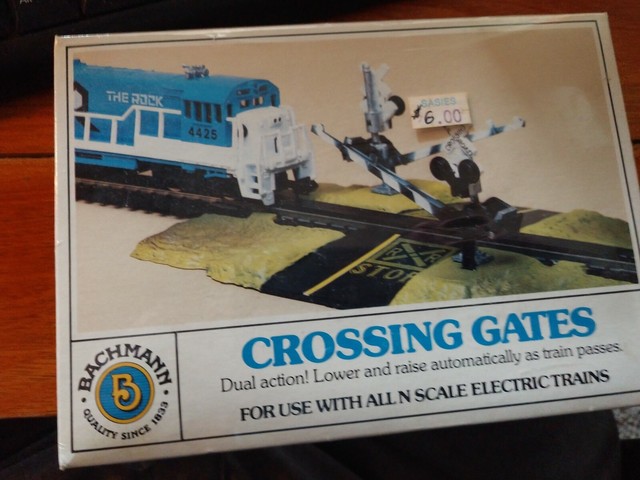 THE ROCK
4425
OASIES
$6.00
STOP
CROSSING GATES
Dual action! Lower and raise automatically as train passes.
FOR USE WITH ALL N SCALE ELECTRIC TRAINS
BACHMANN
B
QUALITY SINCE 1833